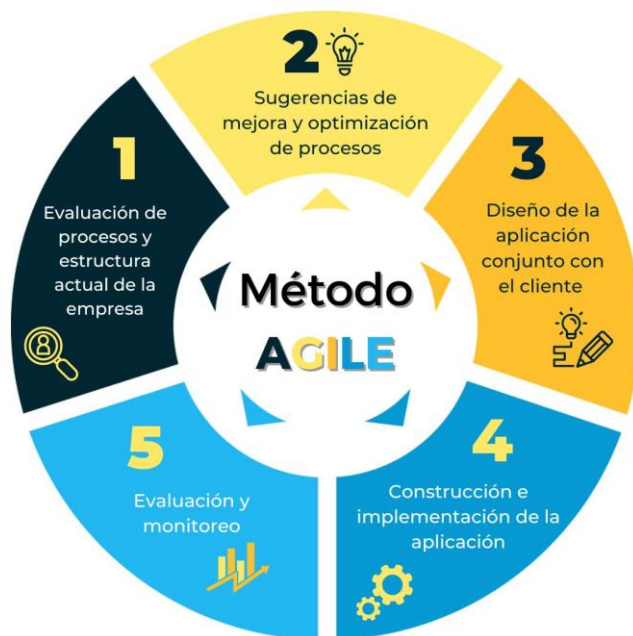 1
Evaluación de
procesos y
estructura
actual de la
empresa
2
Sugerencias de
mejora y optimización
de procesos
3
Diseño de la
aplicación
conjunto con
el cliente
4
Construcción e
implementación de la
aplicación
5
Evaluación y
monitoreo
Método
AGILE